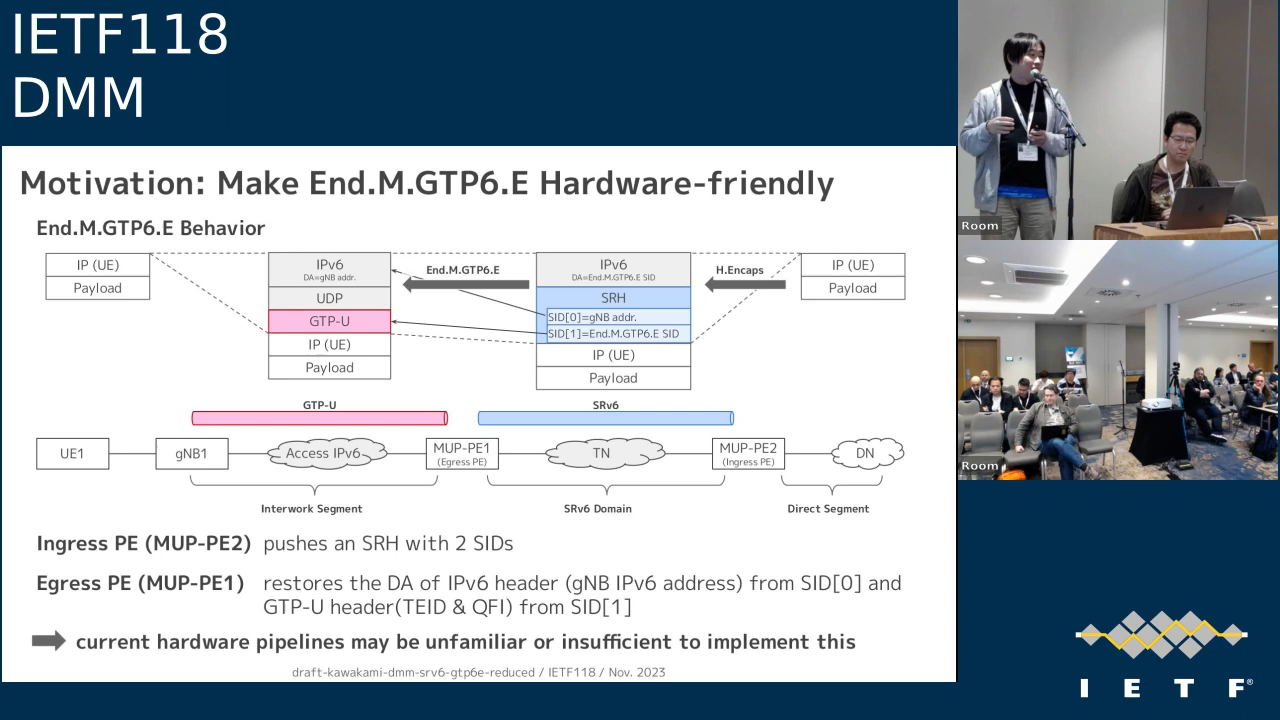 IETF118
DMM
Motivation: Make End.M.GTP6.E Hardware-friendly
End.M.GTP6.E Behavior
IP (UE)
Payload
IPv6
DA=gNB addr.
UDP
GTP-U
IP (UE)
Payload
End.M.GTP6.E
IPv6
DA=End.M.GTP6.E SID
SRH
SID[0]=gNB addr.
SID[1]=End.M.GTP6.E SID
IP (UE)
Payload
H.Encaps
IP (UE)
Payload
GTP-U
SRv6
UE1
gNB1
Access IPv6
MUP-PE1
(Egress PE)
TN
MUP-PE2
(Ingress PE)
DN
Interwork Segment
SRv6 Domain
Direct Segment
Ingress PE (MUP-PE2) pushes an SRH with 2 SIDs
Egress PE (MUP-PE1) restores the DA of IPv6 header (gNB IPv6 address) from SID[0] and
GTP-U header(TEID & QFI) from SID[1]
current hardware pipelines may be unfamiliar or insufficient to implement this
draft-kawakami-dmm-srv6-gtp6e-reduced / IETF118 / Nov. 2023
Room
Room
I E T F®